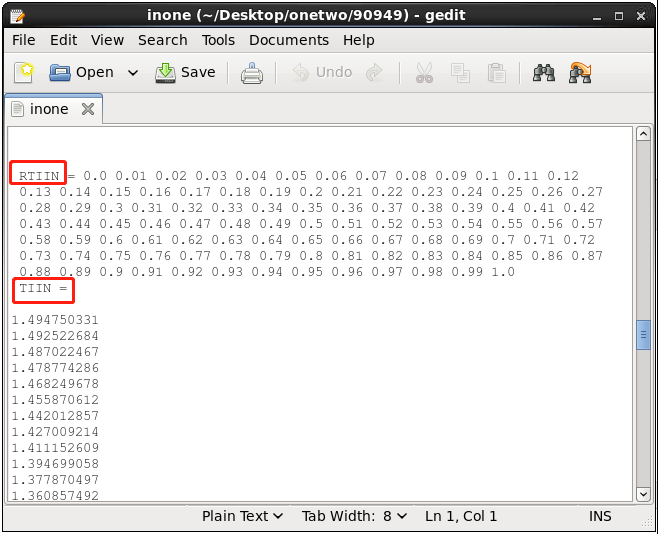 inone (~/Desktop/onetwo/90949) - gedit
File Edit View Search Tools Documents Help
Open Save Undo
inone
RTIIN = 0.0 0.01 0.02 0.03 0.04 0.05 0.06 0.07 0.08 0.09 0.1 0.11 0.12
0.13 0.14 0.15 0.16 0.17 0.18 0.19 0.2 0.21 0.22 0.23 0.24 0.25 0.26 0.27
0.28 0.29 0.3 0.31 0.32 0.33 0.34 0.35 0.36 0.37 0.38 0.39 0.4 0.41 0.42
0.43 0.44 0.45 0.46 0.47 0.48 0.49 0.5 0.51 0.52 0.53 0.54 0.55 0.56 0.57
0.58 0.59 0.6 0.61 0.62 0.63 0.64 0.65 0.66 0.67 0.68 0.69 0.7 0.71 0.72
0.73 0.74 0.75 0.76 0.77 0.78 0.79 0.8 0.81 0.82 0.83 0.84 0.85 0.86 0.87
0.88 0.89 0.9 0.91 0.92 0.93 0.94 0.95 0.96 0.97 0.98 0.99 1.0
TIIN =
1.494750331
1.492522684
1.487022467
1.478774286
1.468249678
1.455870612
1.442012857
1.427009214
1.411152609
1.394699058
1.377870497
1.360857492
Plain Text Tab Width: 8 Ln 1, Col 1 INS